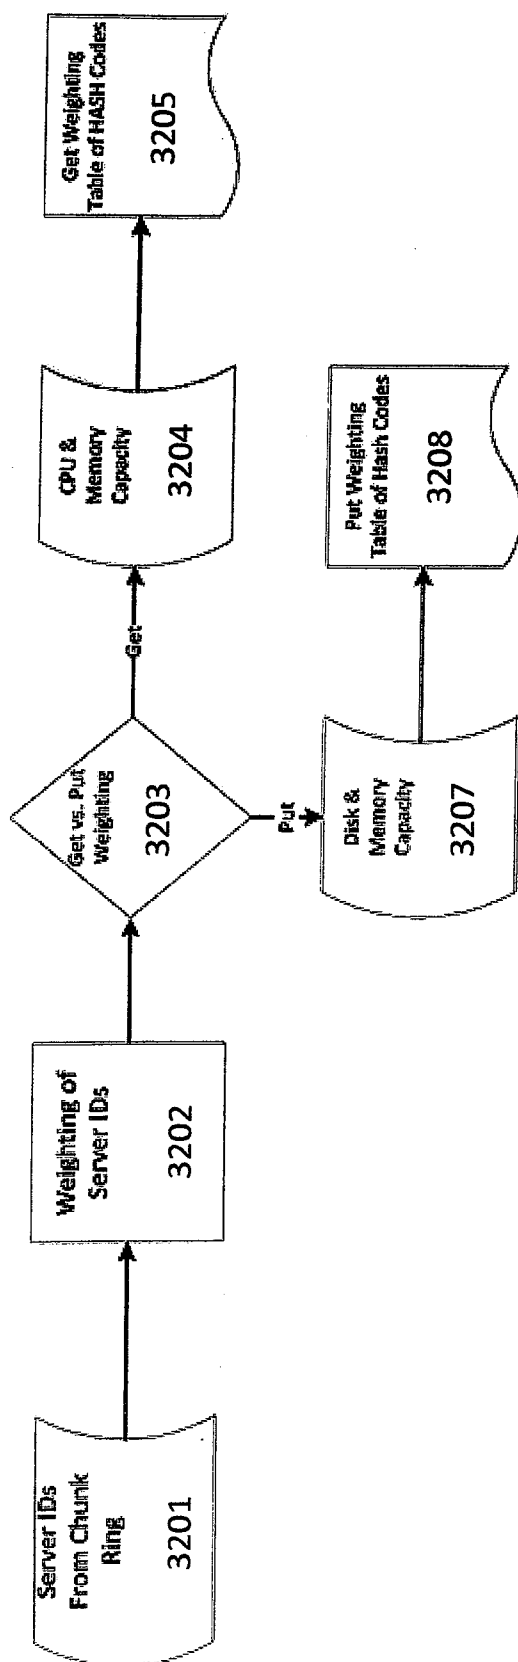 Server IDs
From Chunk
Ring
3201
Weighting of
Server IDs
3202
Get vs. Put
Weighting
3203
Get
CPU &
Memory
Capacity
3204
Get Weighting
Table of HASH Codes
3205
Put
Disk &
Memory
Capacity
3207
Put Weighting
Table of Hash Codes
3208